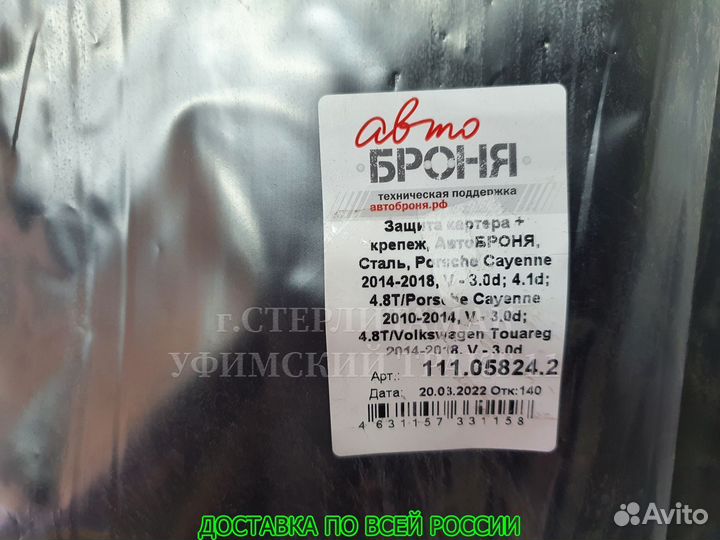 авто
БРОНЯ
техническая поддержка
автоброня.рф
Защита картера +
крепеж, АвтоБРОНЯ,
Сталь, Porsche Cayenne
2014-2018, V - 3.0d; 4.1d;
4.8T/Porsche Cayenne
2010-2014, V - 3.0d;
4.8T/Volkswagen Touareg
2014-2018, V - 3.0d
Арт.: 111.05824.2
Дата: 20.03.2022 Отк:140
4 631157 331158
г.СТЕРЛИ
УФИМСКИЙ
ДОСТАВКА ПО ВСЕЙ РОССИИ
Avito